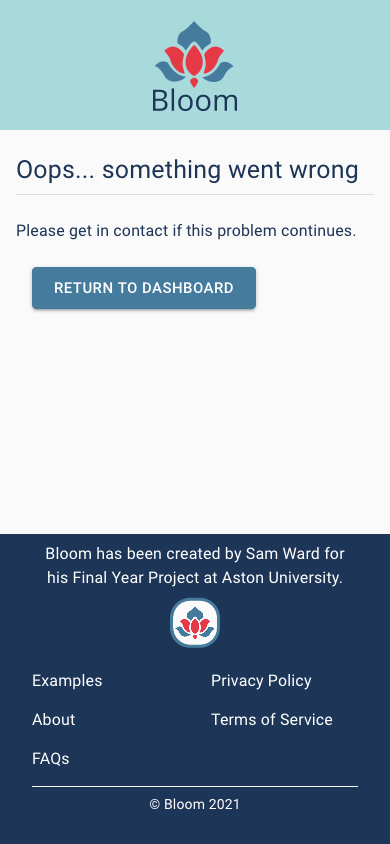 Bloom
Oops... something went wrong
Please get in contact if this problem continues.
RETURN TO DASHBOARD
Bloom has been created by Sam Ward for
his Final Year Project at Aston University.
Examples
Privacy Policy
About
Terms of Service
FAQs
© Bloom 2021